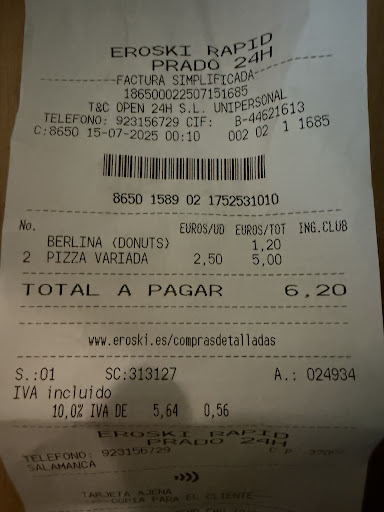 EROSKI RAPID
PRADO 24H
FACTURA SIMPLIFICADA
186500022507151685
T&C OPEN 24H S.L. UNIPERSONAL
TELEFONO: 923156729 CIF: B-44621613
C:8650 15-07-2025 00:10 002 02 1 1685
8650 1589 02 1752531010
No. EUROS/UD EUROS/TOT ING.CLUB
BERLINA (DONUTS) 1,20
2 PIZZA VARIADA 2,50 5,00
TOTAL A PAGAR 6,20
www.eroski.es/comprasdetalladas
S.:01 SC:313127 A.: 024934
IVA incluido
10,0% IVA DE 5,64 0,56
EROSKI RAPID
PRADO 24H
TELEFONO: 923156729 C.P.
SALAMANCA
TARJETA AJENA
COPIA PARA EL CLIENTE